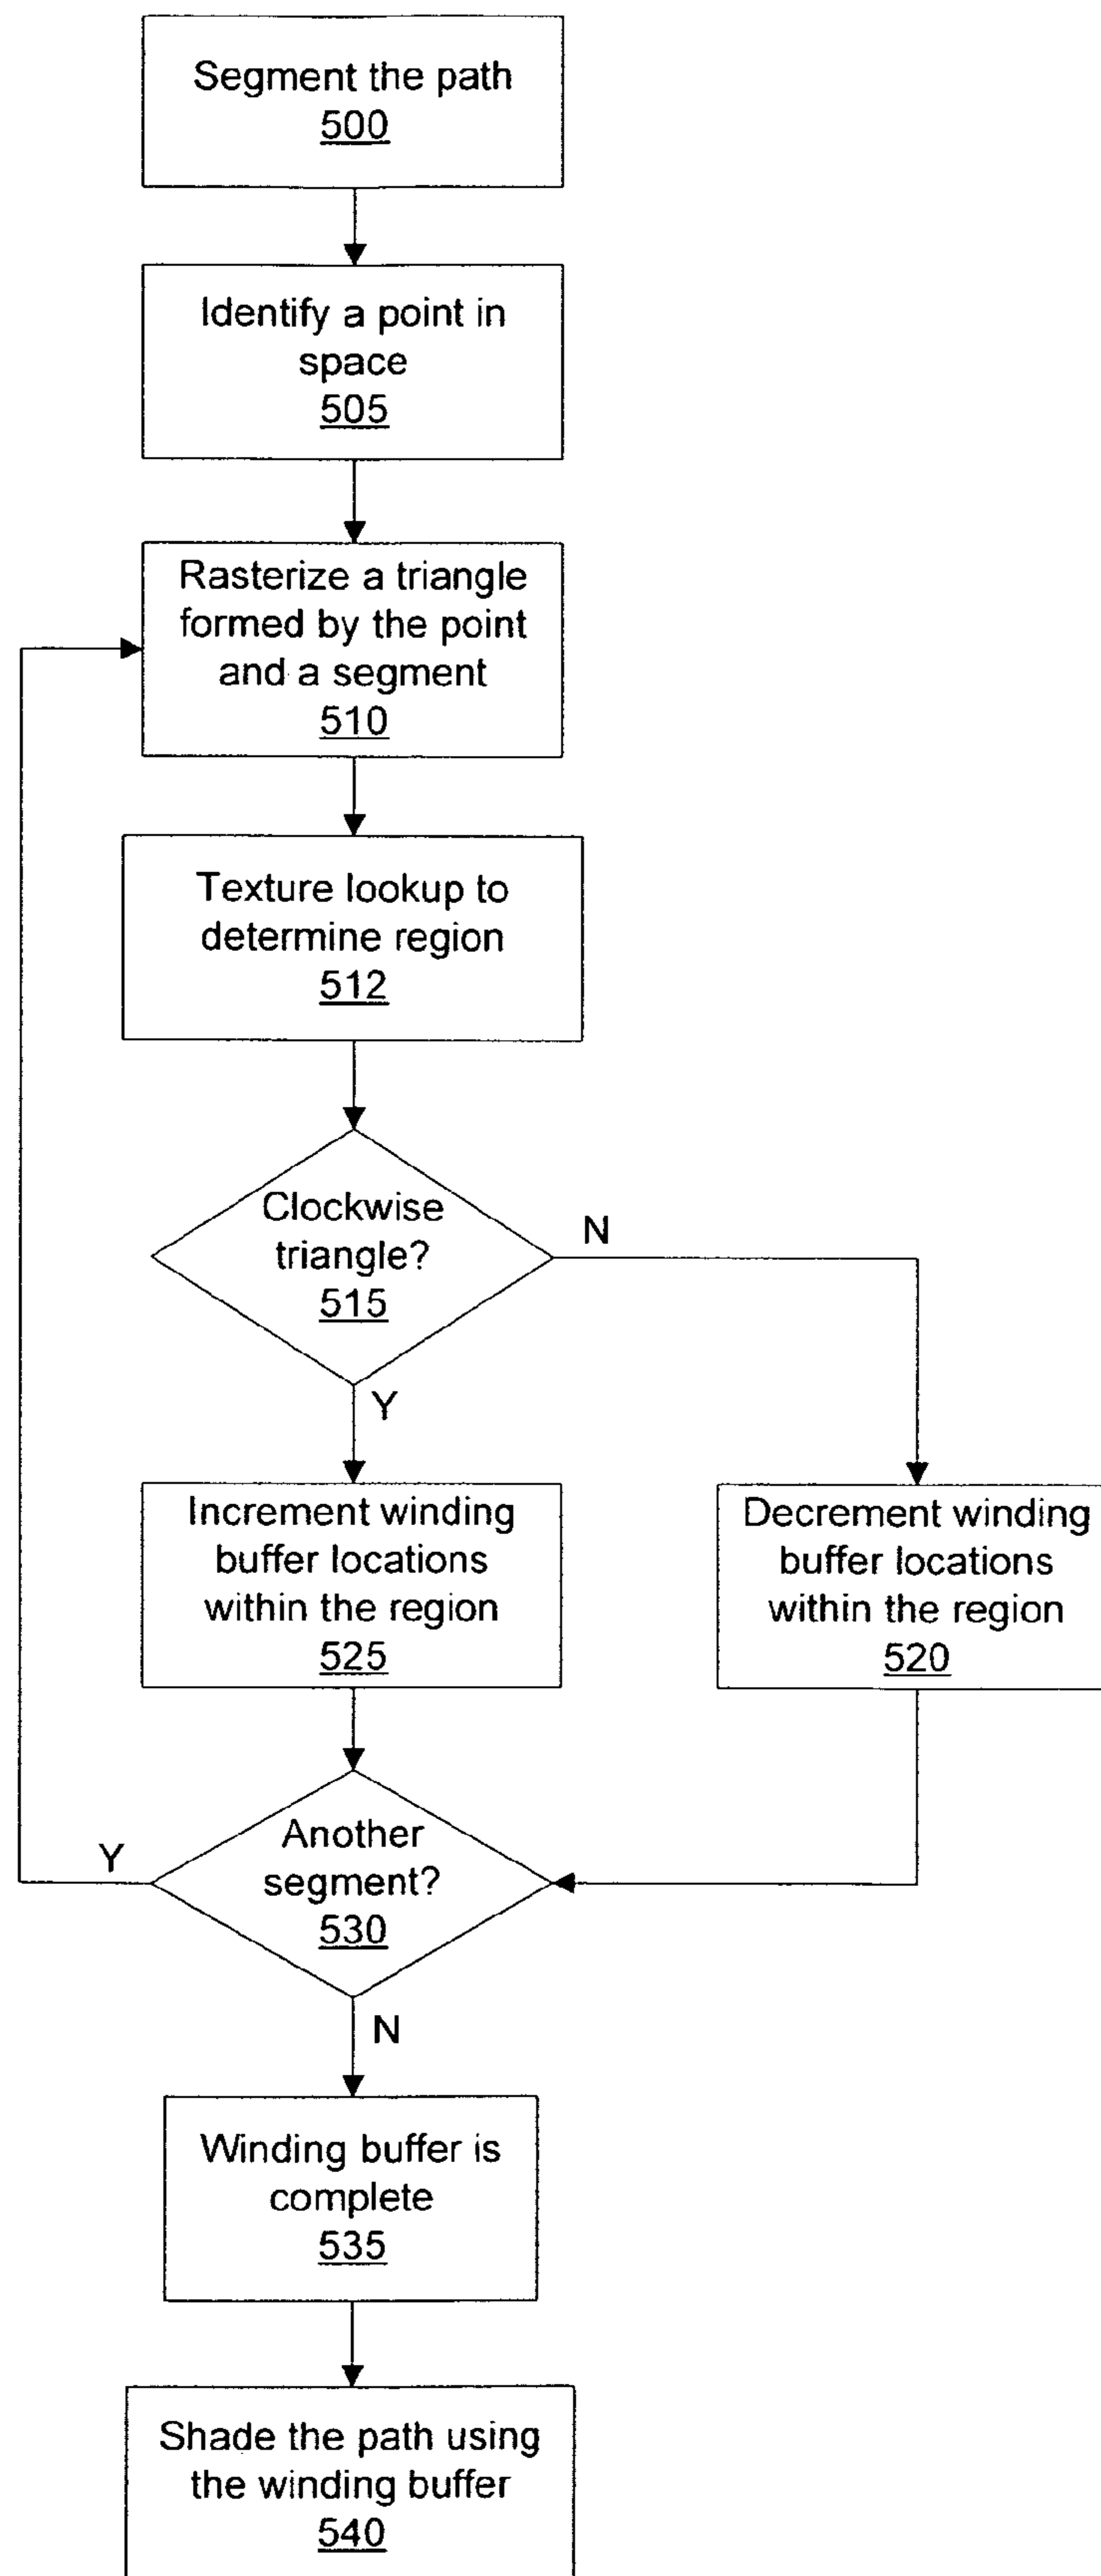 Segment the path
500
Identify a point in
space
505
Rasterize a triangle
formed by the point
and a segment
510
Texture lookup to
determine region
512
Clockwise
triangle?
515
N
Y
Increment winding
buffer locations
within the region
525
Decrement winding
buffer locations
within the region
520
Another
segment?
530
Y
N
Winding buffer is
complete
535
Shade the path using
the winding buffer
540